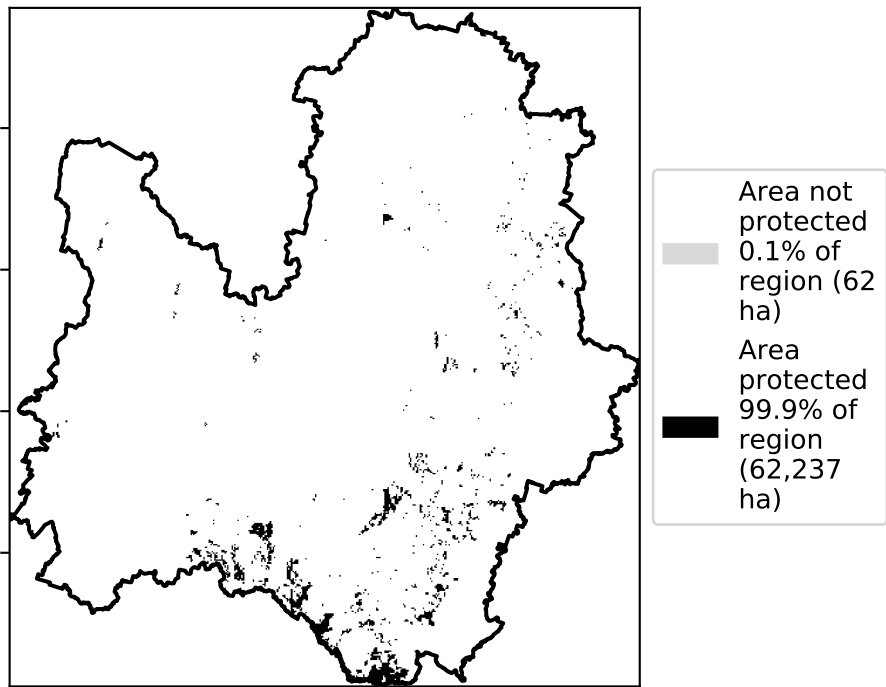 Area not
protected
0.1% of
region (62
ha)
Area
protected
99.9% of
region
(62,237
ha)